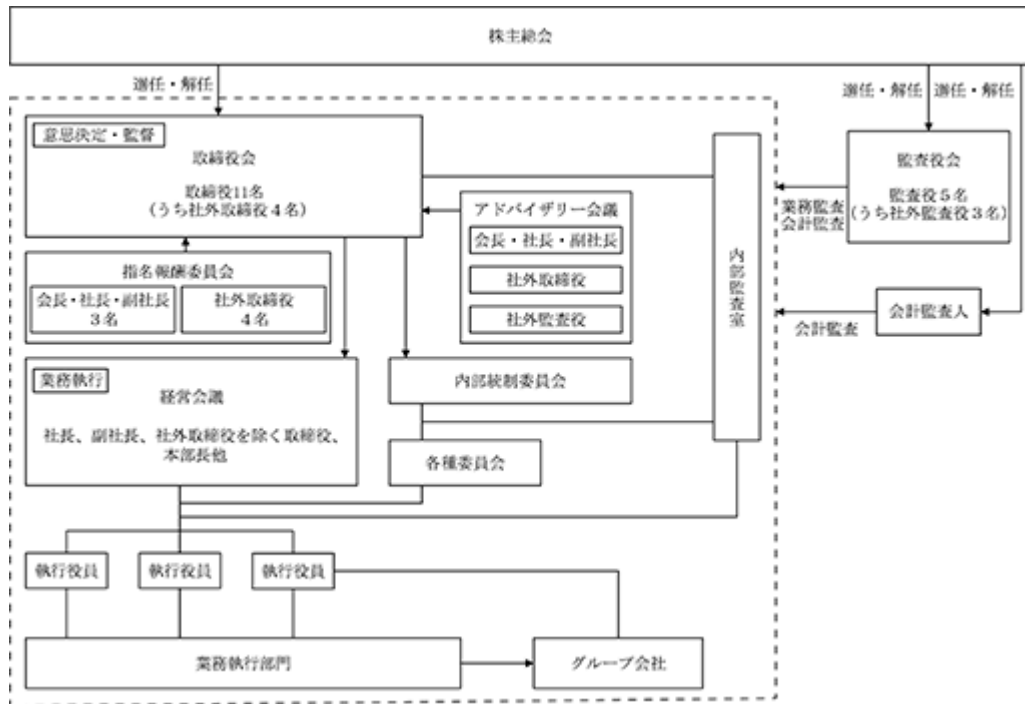 株主総会
選任・解任
選任・解任
選任・解任
意思決定・監督
取締役会
取締役11名
（うち社外取締役４名）
監査役会
監査役５名
（うち社外監査役３名）
業務監査
会計監査
アドバイザリー会議
会長・社長・副社長
社外取締役
社外監査役
内部監査室
指名報酬委員会
会長・社長・副社長
３名
社外取締役
４名
会計監査人
会計監査
業務執行
経営会議
社長、副社長、社外取締役を除く取締役、
本部長他
内部統制委員会
各種委員会
執行役員
執行役員
執行役員
業務執行部門
グループ会社